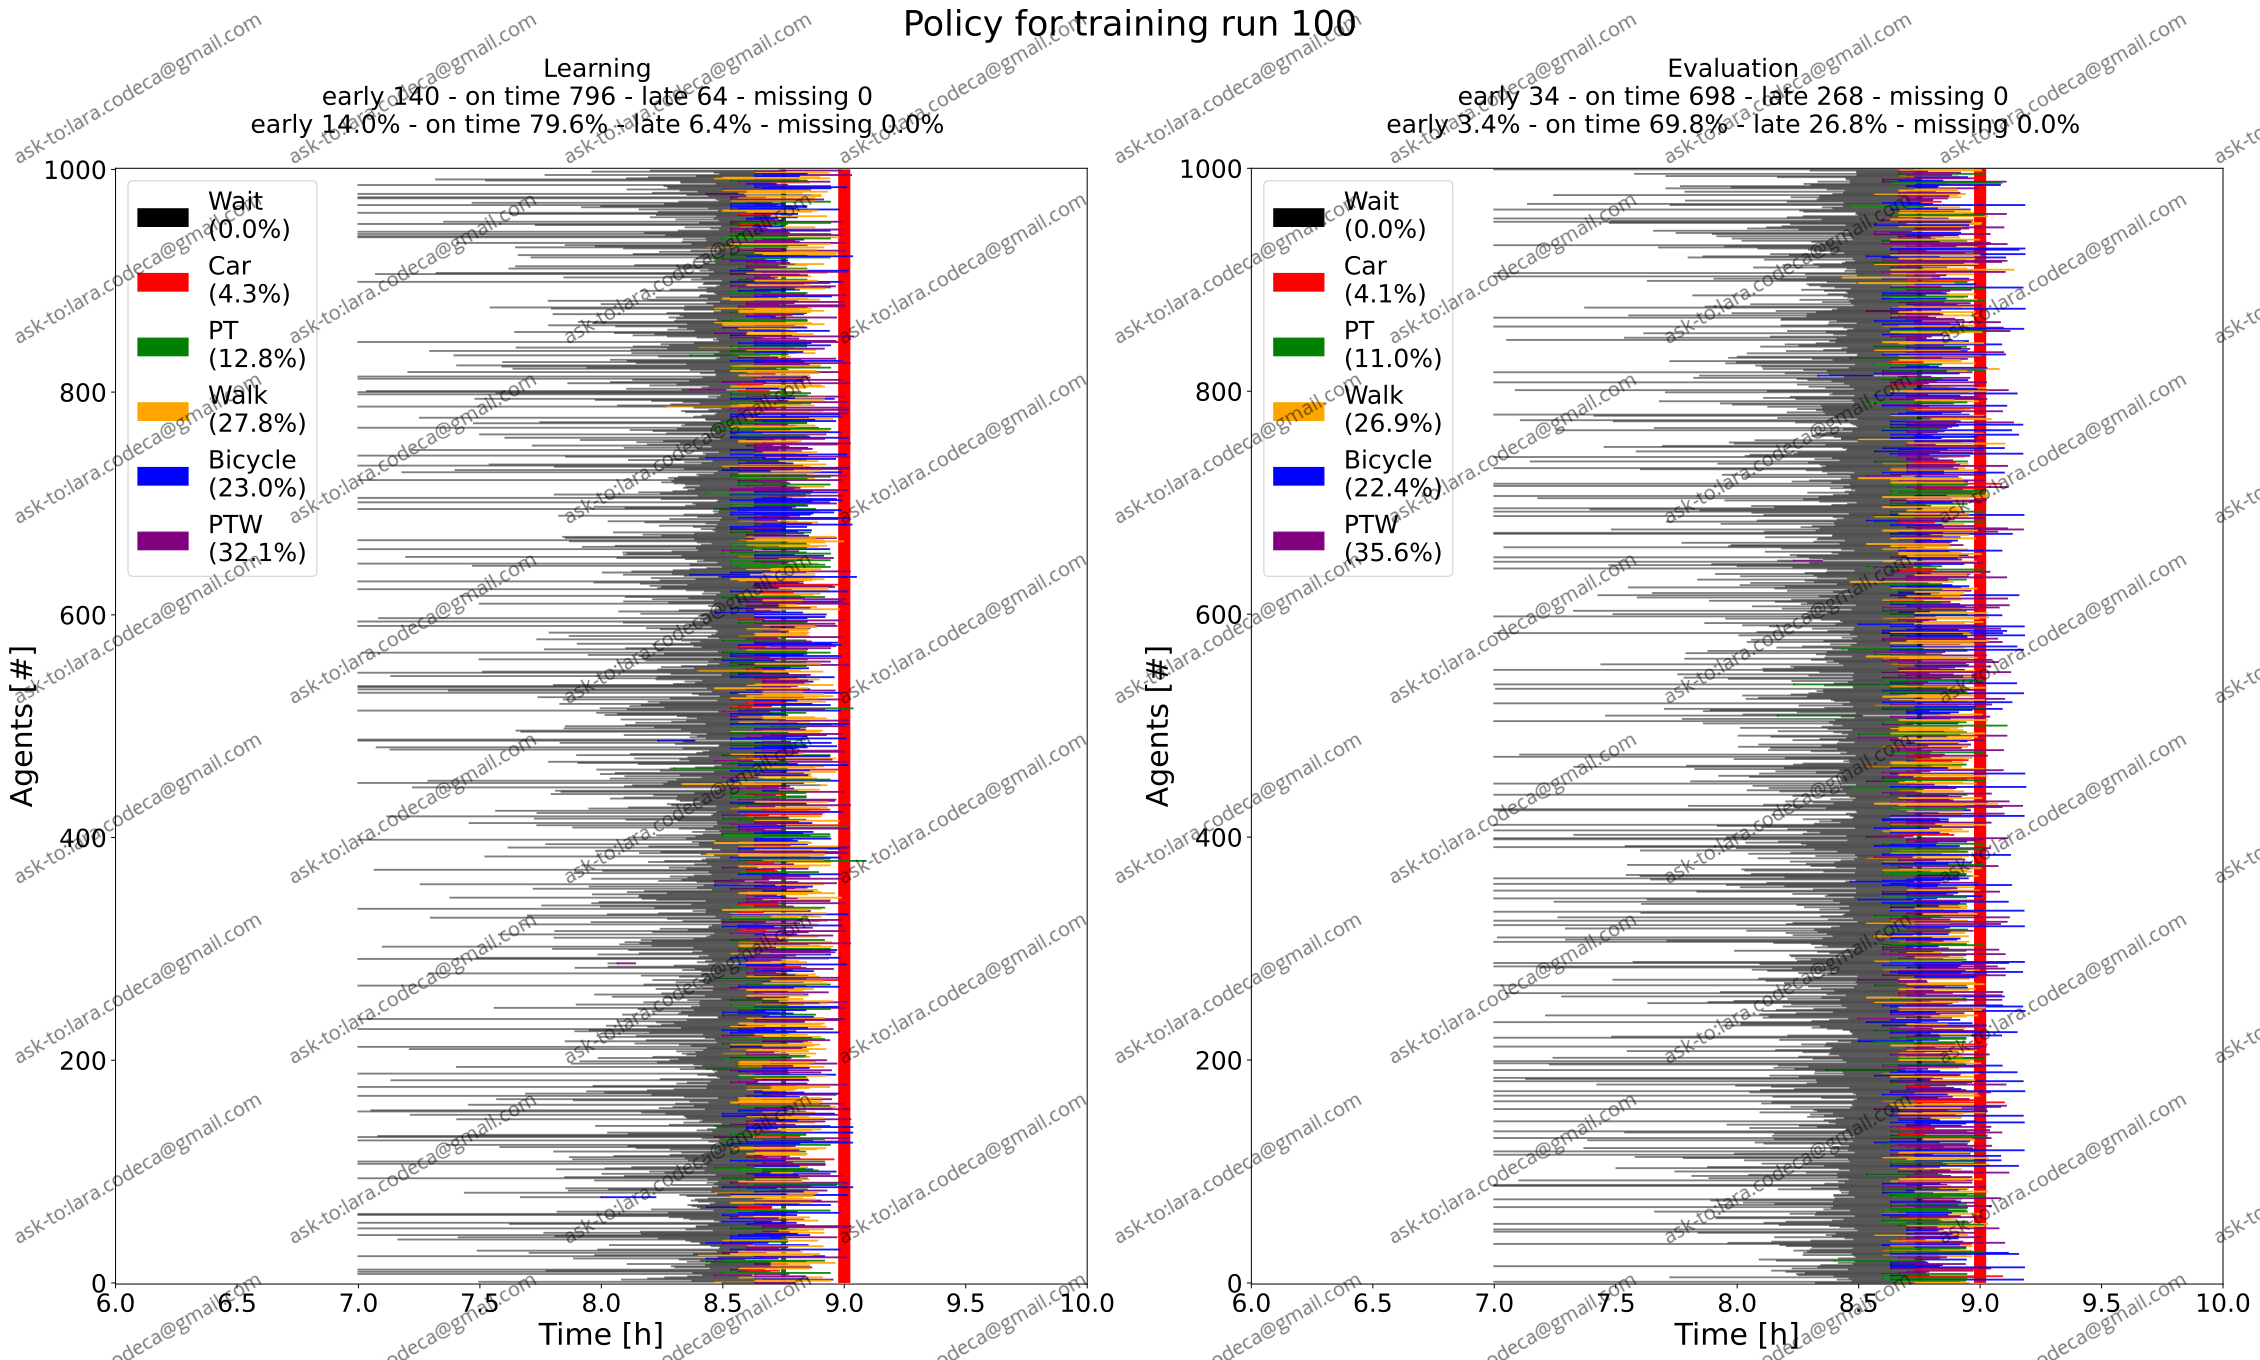 Policy for training run 100
Learning
early 140 - on time 796 - late 64 - missing 0
early 14.0% - on time 79.6% - late 6.4% - missing 0.0%
1000
800
600
400
200
0
Agents [#]
Wait
(0.0%)
Car
(4.3%)
PT
(12.8%)
Walk
(27.8%)
Bicycle
(23.0%)
PTW
(32.1%)
6.0 6.5 7.0 7.5 8.0 8.5 9.0 9.5 10.0
Time [h]
Evaluation
early 34 - on time 698 - late 268 - missing 0
early 3.4% - on time 69.8% - late 26.8% - missing 0.0%
1000
800
600
400
200
0
Agents [#]
Wait
(0.0%)
Car
(4.1%)
PT
(11.0%)
Walk
(26.9%)
Bicycle
(22.4%)
PTW
(35.6%)
6.0 6.5 7.0 7.5 8.0 8.5 9.0 9.5 10.0
Time [h]
ask-to:lara.codeca@gmail.com